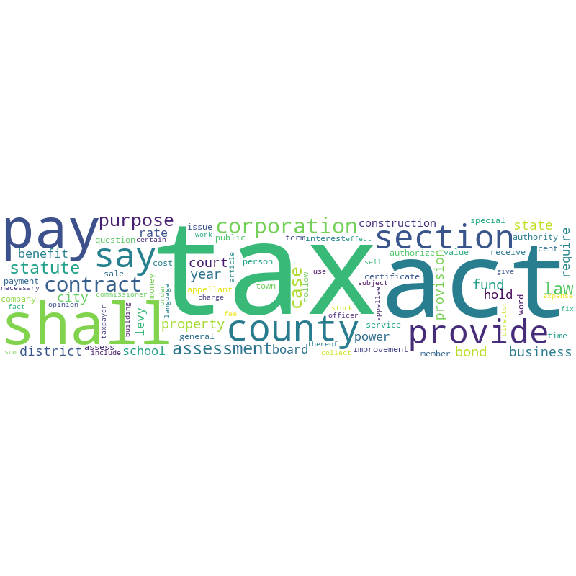 pay
purpose
issue
work
corporation
construction
special
state
rate
question
certain
public
term
interest
effect
authority
benefit
say
tax
act
section
require
statute
sale
cost
court
case
article
authorize
value
receive
cent
payment
necessary
contract
year
follow
certificate
provision
fund
give
law
company
city
money
appellant
town
use
subject
hold
commissioner
charge
fact
opinion
shall
levy
property
county
officer
service
provide
word
fix
taxpayer
building
general
fee
power
time
sum
district
assess
include
school
assessment
board
thereof
collect
improvement
member
bond
business
person
sell